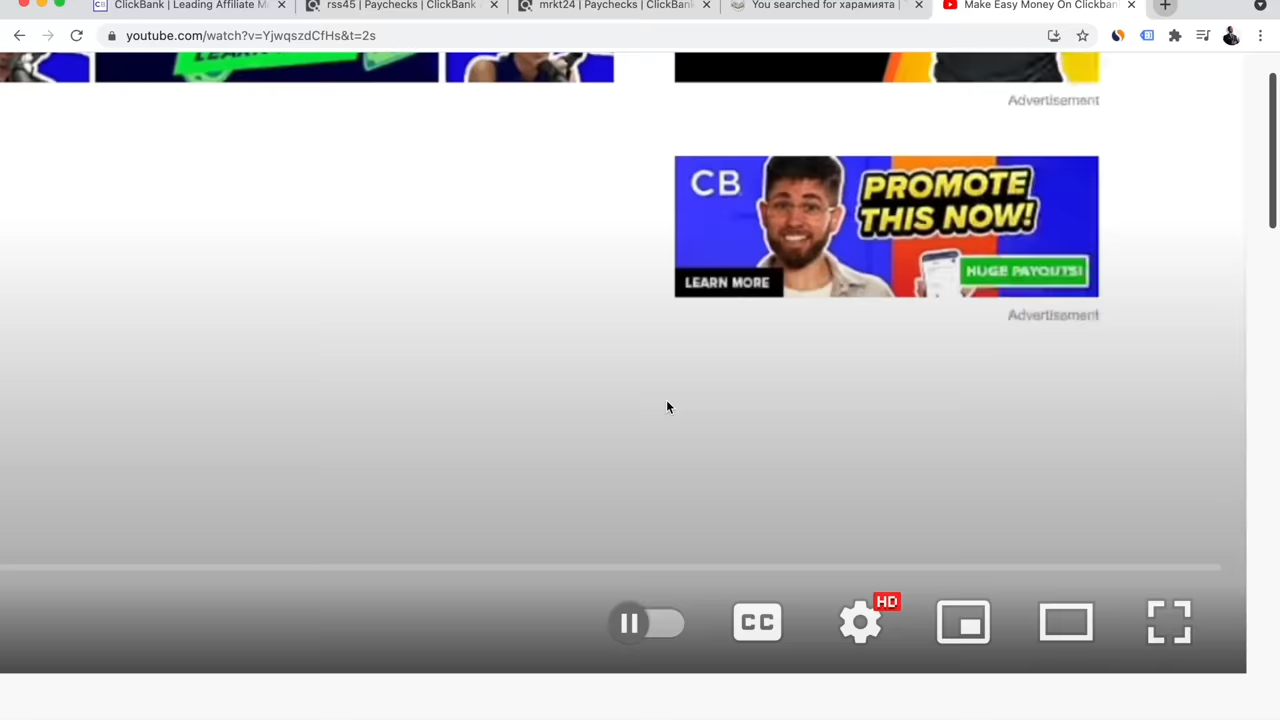 ClickBank | Leading Affiliate M
rss45 | Paychecks | ClickBank
mrkt24 | Paychecks | ClickBank
You searched for харамията |
Make Easy Money On Clickban
youtube.com/watch?v=YjwqszdCfHs&t=2s
Advertisement
CB
PROMOTE
THIS NOW!
HUGE PAYOUTS!
LEARN MORE
Advertisement
CC
HD